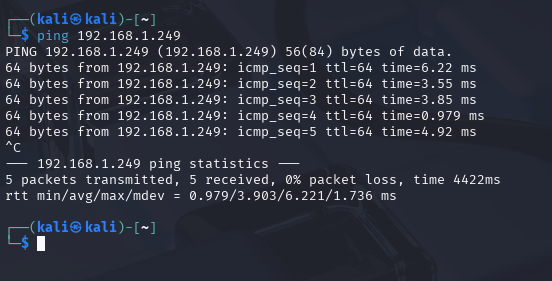 ┌──(kali㉿kali)-[~]
└─$ ping 192.168.1.249
PING 192.168.1.249 (192.168.1.249) 56(84) bytes of data.
64 bytes from 192.168.1.249: icmp_seq=1 ttl=64 time=6.22 ms
64 bytes from 192.168.1.249: icmp_seq=2 ttl=64 time=3.55 ms
64 bytes from 192.168.1.249: icmp_seq=3 ttl=64 time=3.85 ms
64 bytes from 192.168.1.249: icmp_seq=4 ttl=64 time=0.979 ms
64 bytes from 192.168.1.249: icmp_seq=5 ttl=64 time=4.92 ms
^C
--- 192.168.1.249 ping statistics ---
5 packets transmitted, 5 received, 0% packet loss, time 4422ms
rtt min/avg/max/mdev = 0.979/3.903/6.221/1.736 ms
┌──(kali㉿kali)-[~]
└─$